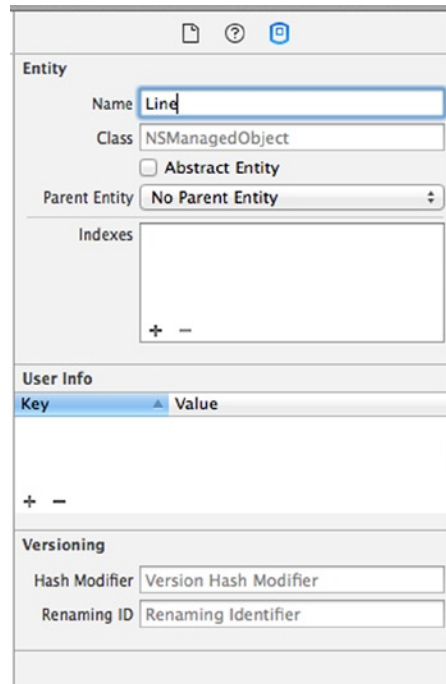 Entity
Name Line
Class NSManagedObject
Abstract Entity
Parent Entity No Parent Entity
Indexes
+ −
User Info
Key Value
+ −
Versioning
Hash Modifier Version Hash Modifier
Renaming ID Renaming Identifier